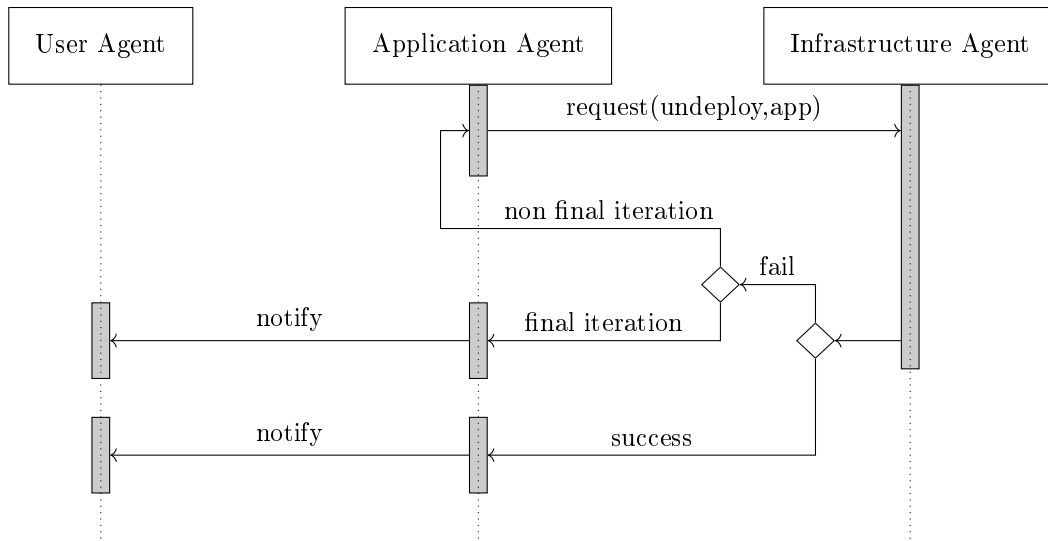 User Agent
Application Agent
Infrastructure Agent
request(undeploy,app)
non final iteration
fail
notify
final iteration
notify
success